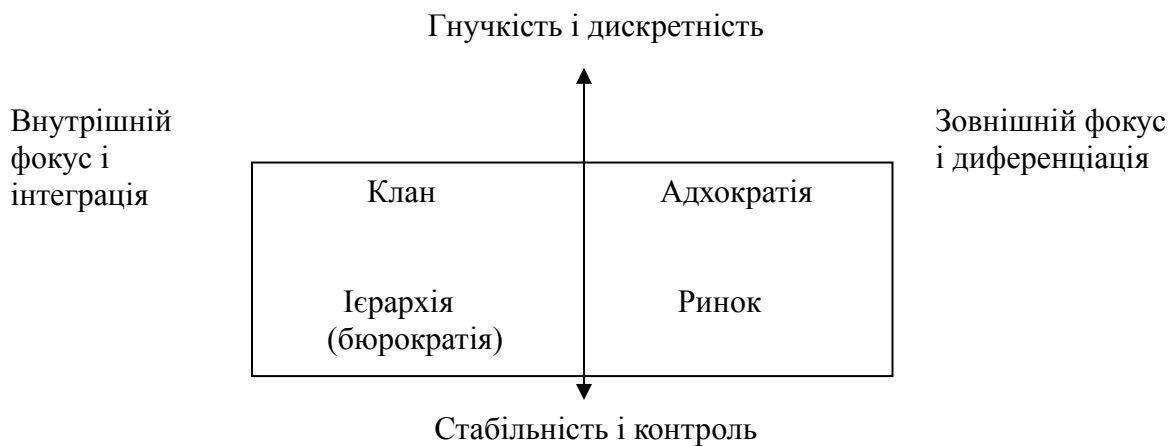 Гнучкість і дискретність
Внутрішній
фокус і
інтеграція
Зовнішній фокус
і диференціація
Клан
Адхократія
Ієрархія
(бюрократія)
Ринок
Стабільність і контроль